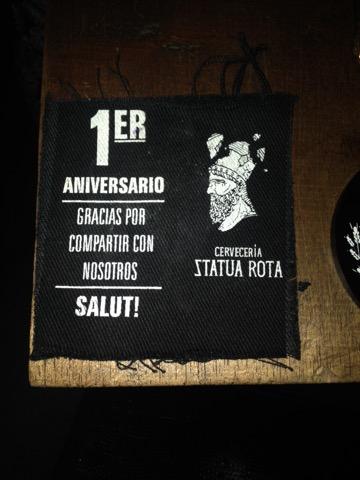 1ER
ANIVERSARIO
GRACIAS POR
COMPARTIR CON
NOSOTROS
SALUT!
CERVECERÍA
STATUA ROTA